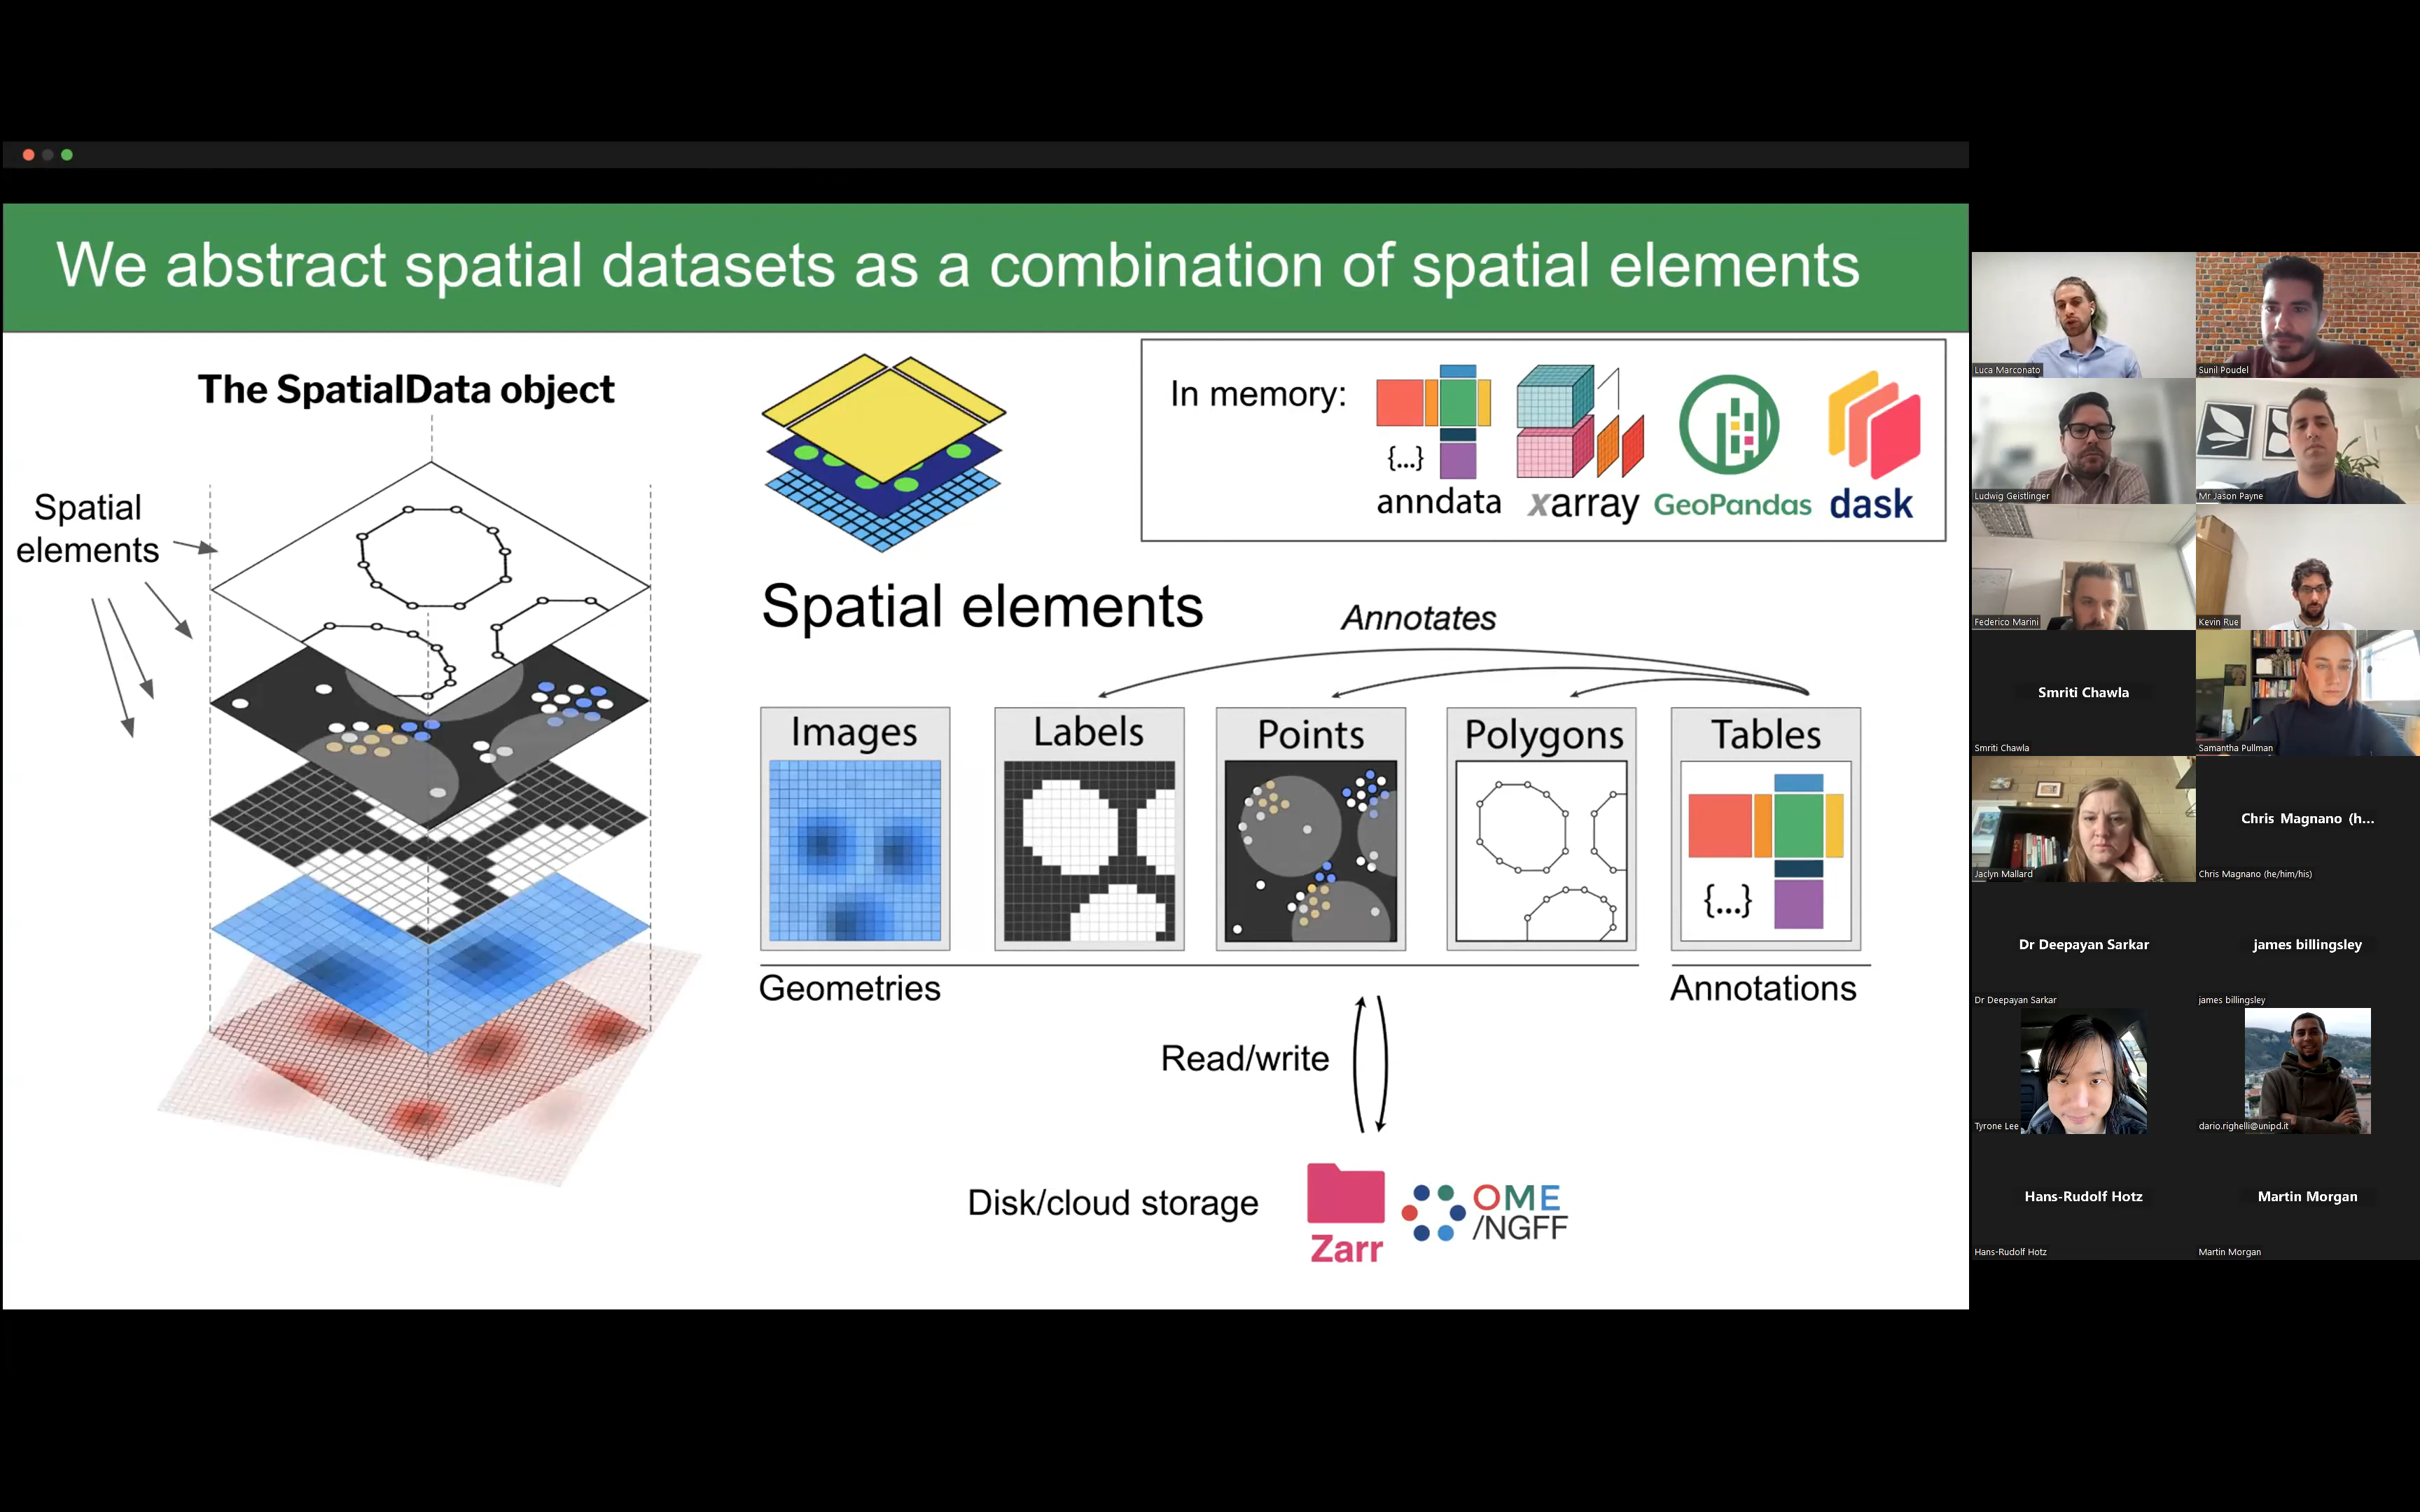 We abstract spatial datasets as a combination of spatial elements
The SpatialData object
Spatial
elements
In memory:
{...}
anndata
xarray
GeoPandas
dask
Spatial elements
Annotates
Images
Labels
Points
Polygons
Tables
{...}
Geometries
Annotations
Read/write
Disk/cloud storage
Zarr
OME
/NGFF
Luca Marconato
Sunil Poudel
Ludwig Geistlinger
Mr Jason Payne
Federico Marini
Kevin Rue
Smriti Chawla
Smriti Chawla
Samantha Pullman
Jaclyn Mallard
Chris Magnano (h...
Chris Magnano (he/him/his)
Dr Deepayan Sarkar
Dr Deepayan Sarkar
james billingsley
james billingsley
Tyrone Lee
dario.righelli@unipd.it
Hans-Rudolf Hotz
Hans-Rudolf Hotz
Martin Morgan
Martin Morgan